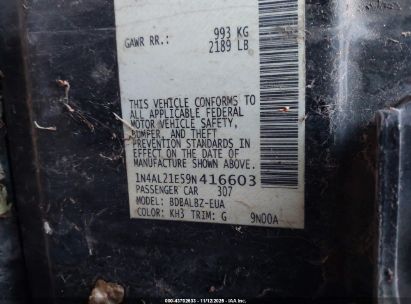 GAWR RR.: 993 KG
2189 LB
THIS VEHICLE CONFORMS TO
ALL APPLICABLE FEDERAL
MOTOR VEHICLE SAFETY,
BUMPER, AND THEFT
PREVENTION STANDARDS IN
EFFECT ON THE DATE OF
MANUFACTURE SHOWN ABOVE.
1N4AL21E59N416603
PASSENGER CAR 307
MODEL: BDBALBZ-EUA
COLOR: KH3 TRIM: G 9N00A